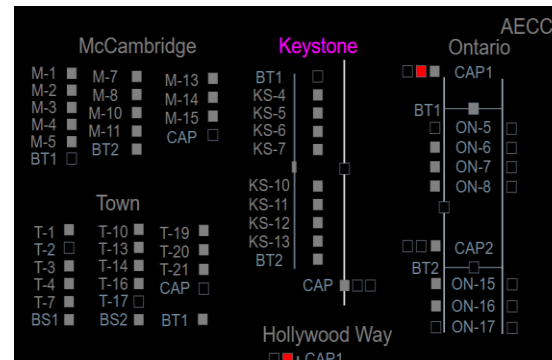 AECC
McCambridge
M-1 M-7 M-13
M-2 M-8 M-14
M-3 M-10 M-15
M-4 M-11 CAP
M-5 BT2
BT1
Town
T-1 T-10 T-19
T-2 T-13 T-20
T-3 T-14 T-21
T-4 T-16 CAP
T-7 T-17
BS1 BS2 BT1
Keystone
BT1
KS-4
KS-5
KS-6
KS-7
KS-10
KS-11
KS-12
KS-13
BT2
CAP
Hollywood Way
CAP1
Ontario
CAP1
BT1
ON-5
ON-6
ON-7
ON-8
CAP2
BT2
ON-15
ON-16
ON-17